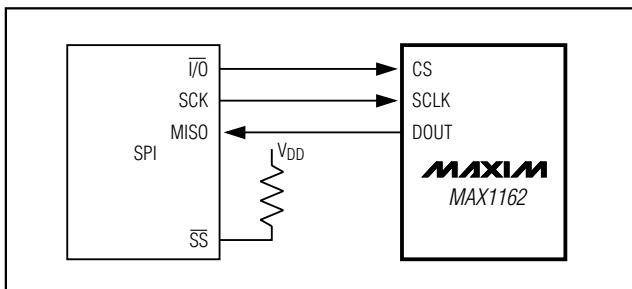 I/O
SCK
MISO
SPI
VDD
SS
CS
SCLK
DOUT
MAXIM
MAX1162